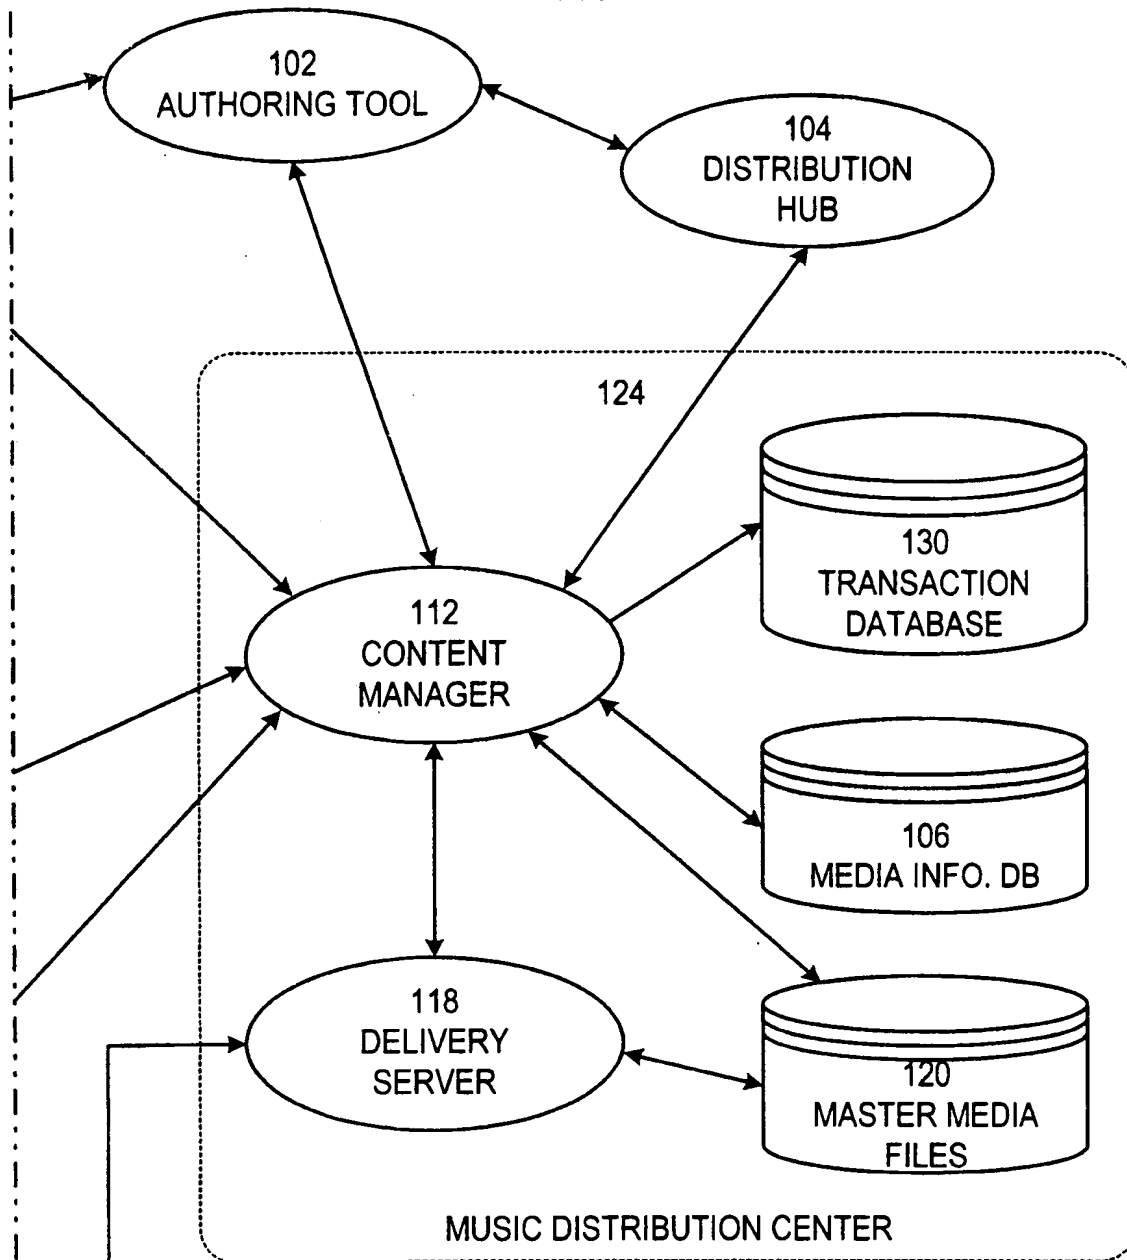 102
AUTHORING TOOL
104
DISTRIBUTION
HUB
124
130
TRANSACTION
DATABASE
112
CONTENT
MANAGER
106
MEDIA INFO. DB
118
DELIVERY
SERVER
120
MASTER MEDIA
FILES
MUSIC DISTRIBUTION CENTER